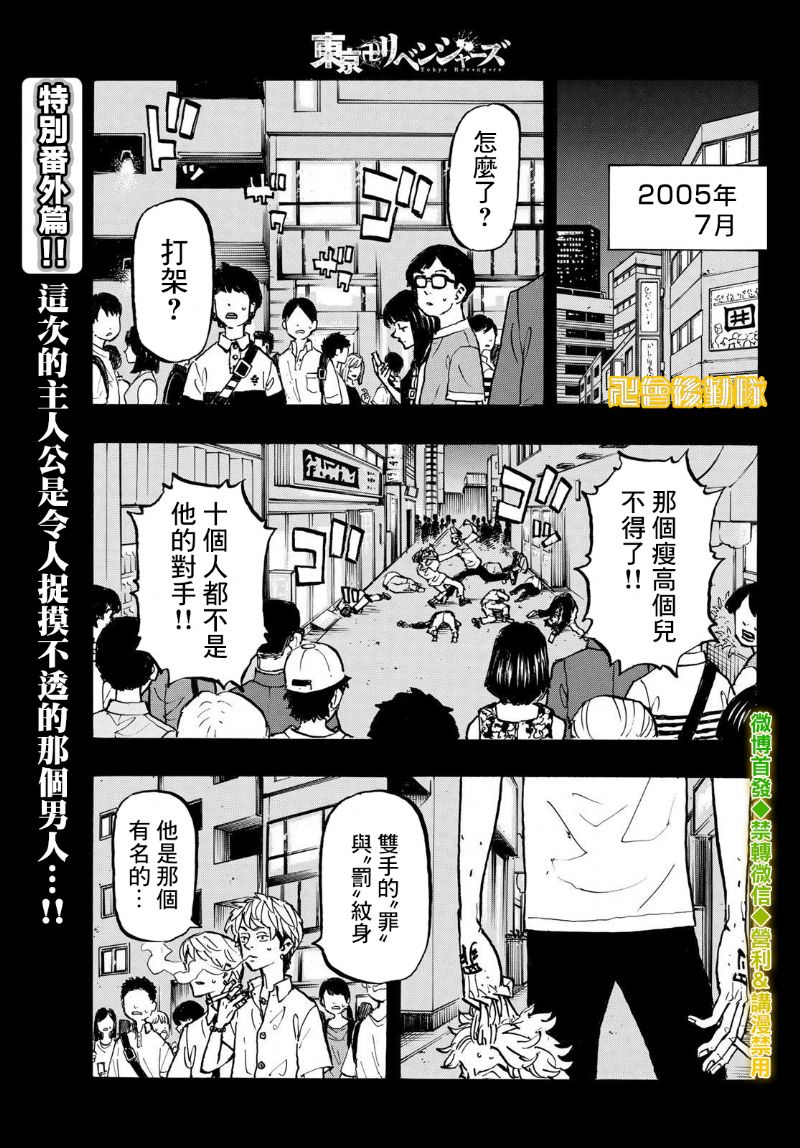 東京卍リベンジャーズ
Tokyo Revengers
特別番外篇!!
這次的主人公是令人捉摸不透的那個男人…!!
2005年
7月
卍會後勤隊
怎麼了?
打架?
那個瘦高個兒
不得了!!
十個人都不是
他的對手!!
雙手的〝罪〞
與〝罰〞紋身
他是那個
有名的…
微博首發◆禁轉微信◆營利&講漫禁用